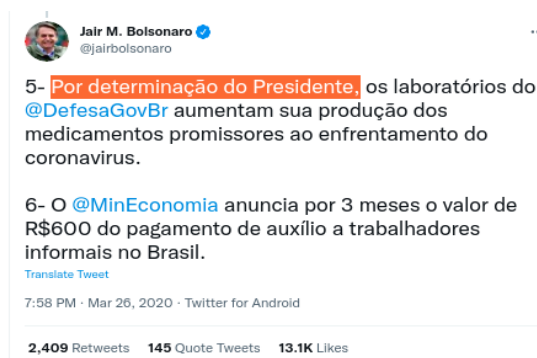 Jair M. Bolsonaro
@jairbolsonaro
5- Por determinação do Presidente, os laboratórios do
@DefesaGovBr aumentam sua produção dos
medicamentos promissores ao enfrentamento do
coronavirus.
6- O @MinEconomia anuncia por 3 meses o valor de
R$600 do pagamento de auxílio a trabalhadores
informais no Brasil.
Translate Tweet
7:58 PM · Mar 26, 2020 · Twitter for Android
2,409 Retweets 145 Quote Tweets 13.1K Likes